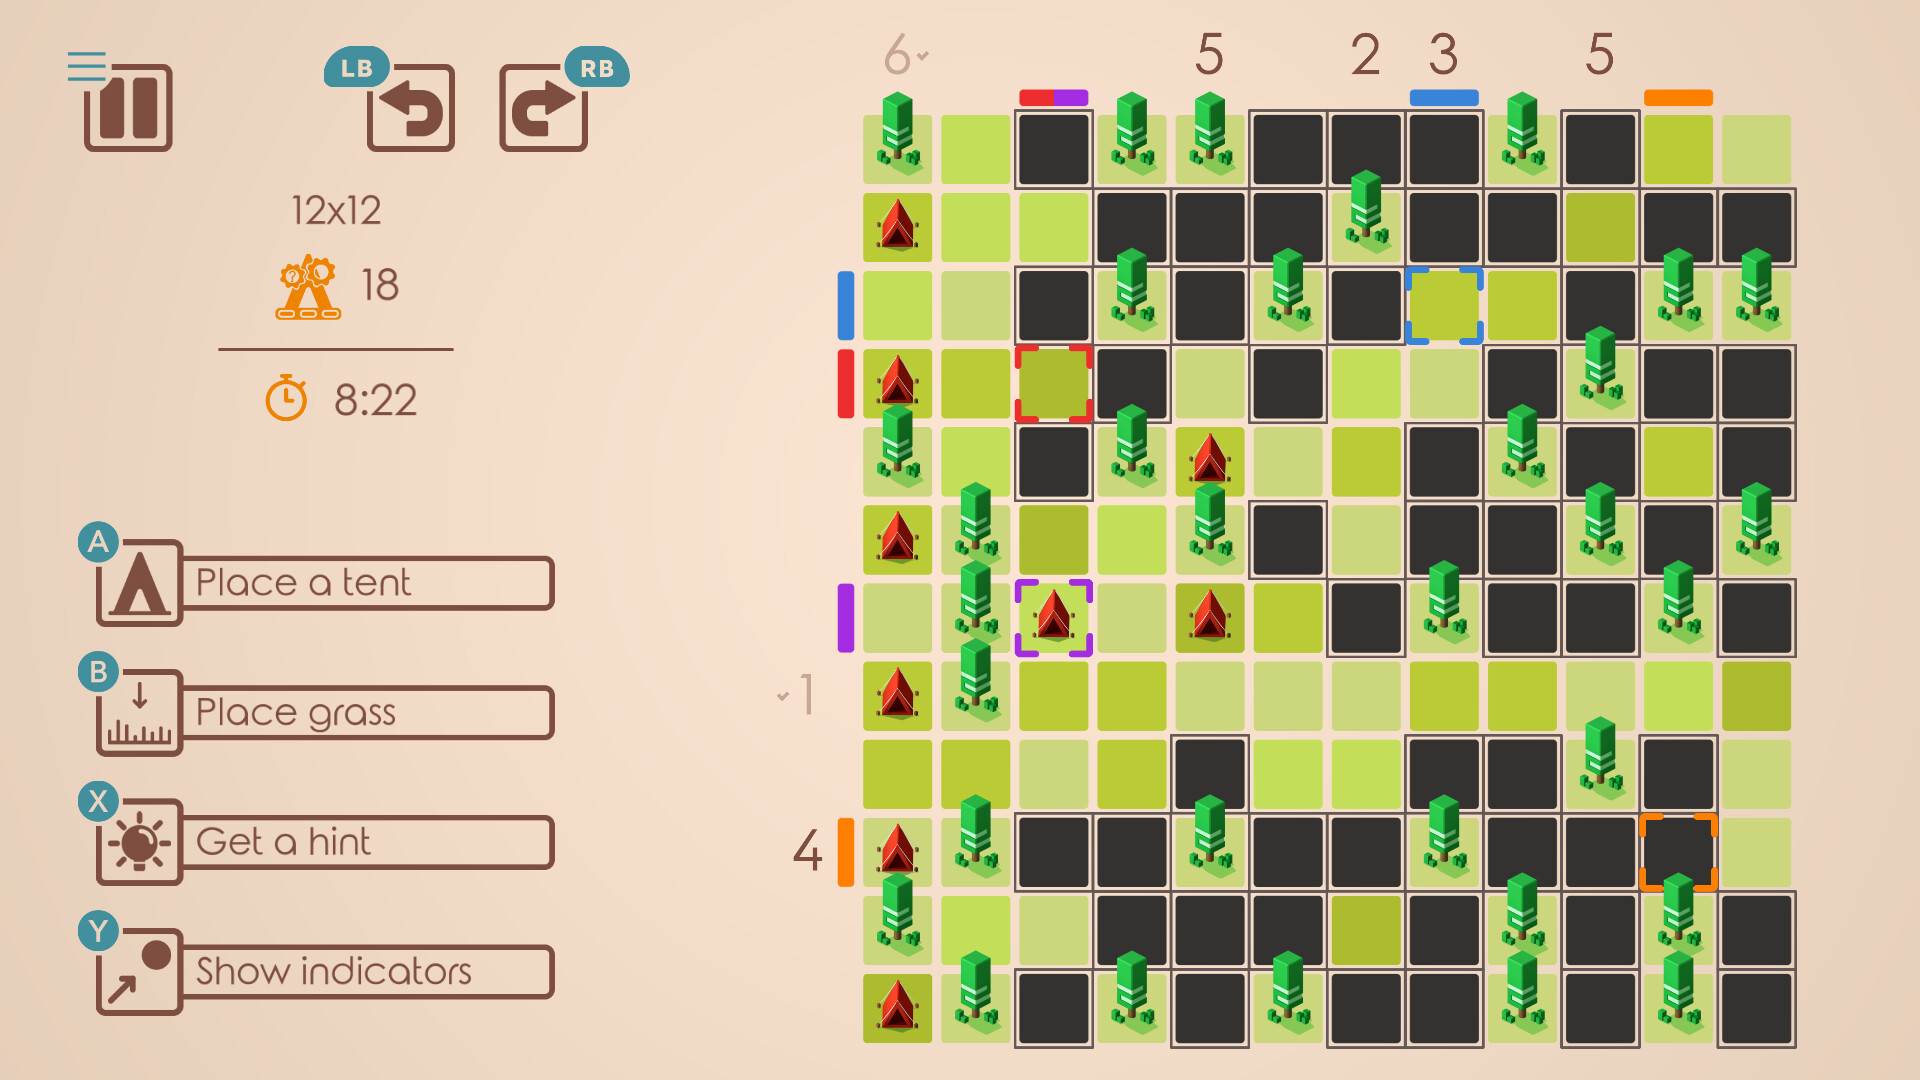 LB
RB
6 5 2 3 5
12x12
18
8:22
A
Place a tent
B
Place grass
1
X
Get a hint
4
Y
Show indicators